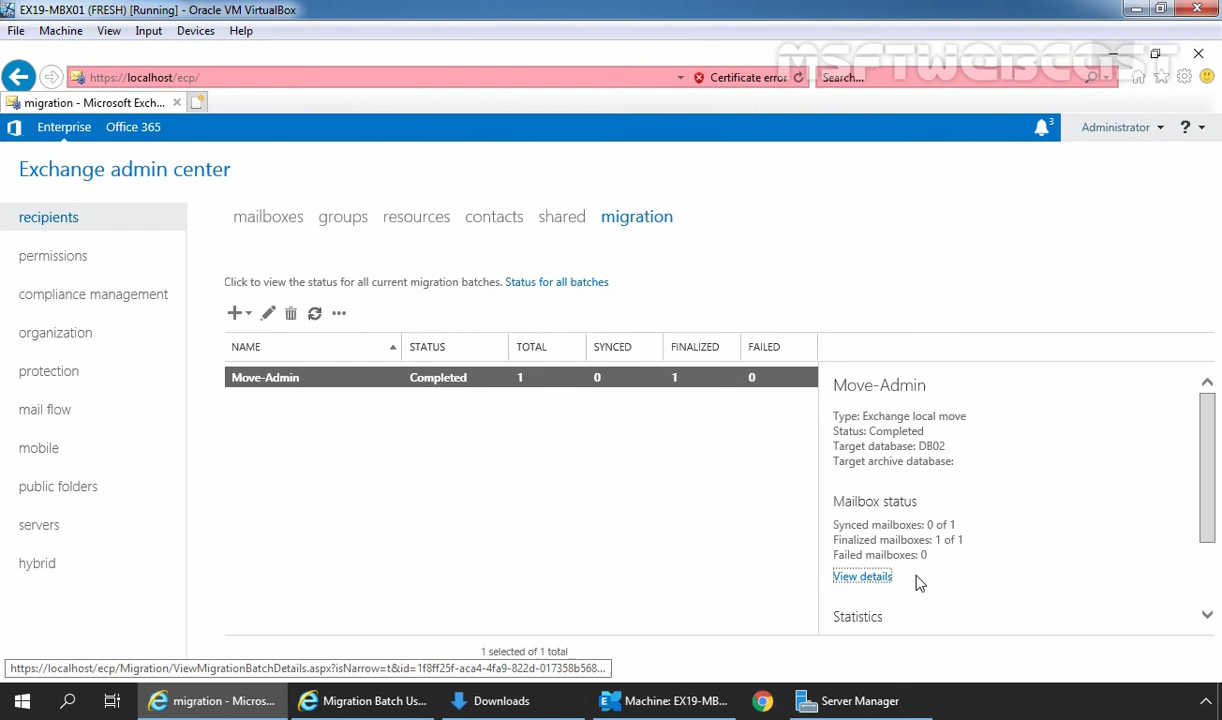 EX19-MBX01 (FRESH) [Running] - Oracle VM VirtualBox
File Machine View Input Devices Help
MSFTWEBCAST
https://localhost/ecp/ Certificate error Search...
migration - Microsoft Exch...
Enterprise Office 365 3 Administrator ?
Exchange admin center
recipients
permissions
compliance management
organization
protection
mail flow
mobile
public folders
servers
hybrid
mailboxes groups resources contacts shared migration
Click to view the status for all current migration batches. Status for all batches
NAME STATUS TOTAL SYNCED FINALIZED FAILED
Move-Admin Completed 1 0 1 0
Move-Admin
Type: Exchange local move
Status: Completed
Target database: DB02
Target archive database:
Mailbox status
Synced mailboxes: 0 of 1
Finalized mailboxes: 1 of 1
Failed mailboxes: 0
View details
Statistics
1 selected of 1 total
https://localhost/ecp/Migration/ViewMigrationBatchDetails.aspx?isNarrow=t&id=1f8ff25f-aca4-4fa9-822d-017358b568...
migration - Micros... Migration Batch Us... Downloads Machine: EX19-MB... Server Manager